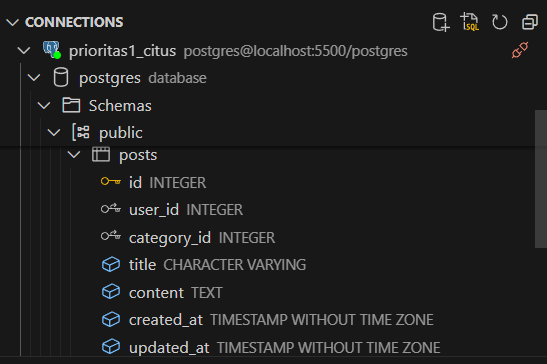 CONNECTIONS
SQL
prioritas1_citus postgres@localhost:5500/postgres
postgres database
Schemas
public
posts
id INTEGER
user_id INTEGER
category_id INTEGER
title CHARACTER VARYING
content TEXT
created_at TIMESTAMP WITHOUT TIME ZONE
updated_at TIMESTAMP WITHOUT TIME ZONE